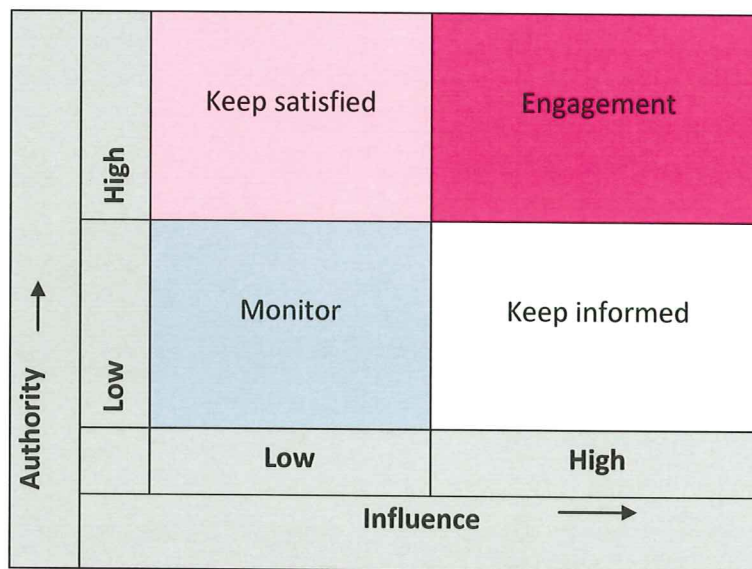 Keep satisfied
Engagement
High
Monitor
Keep informed
Low
Authority →
Low
High
Influence →